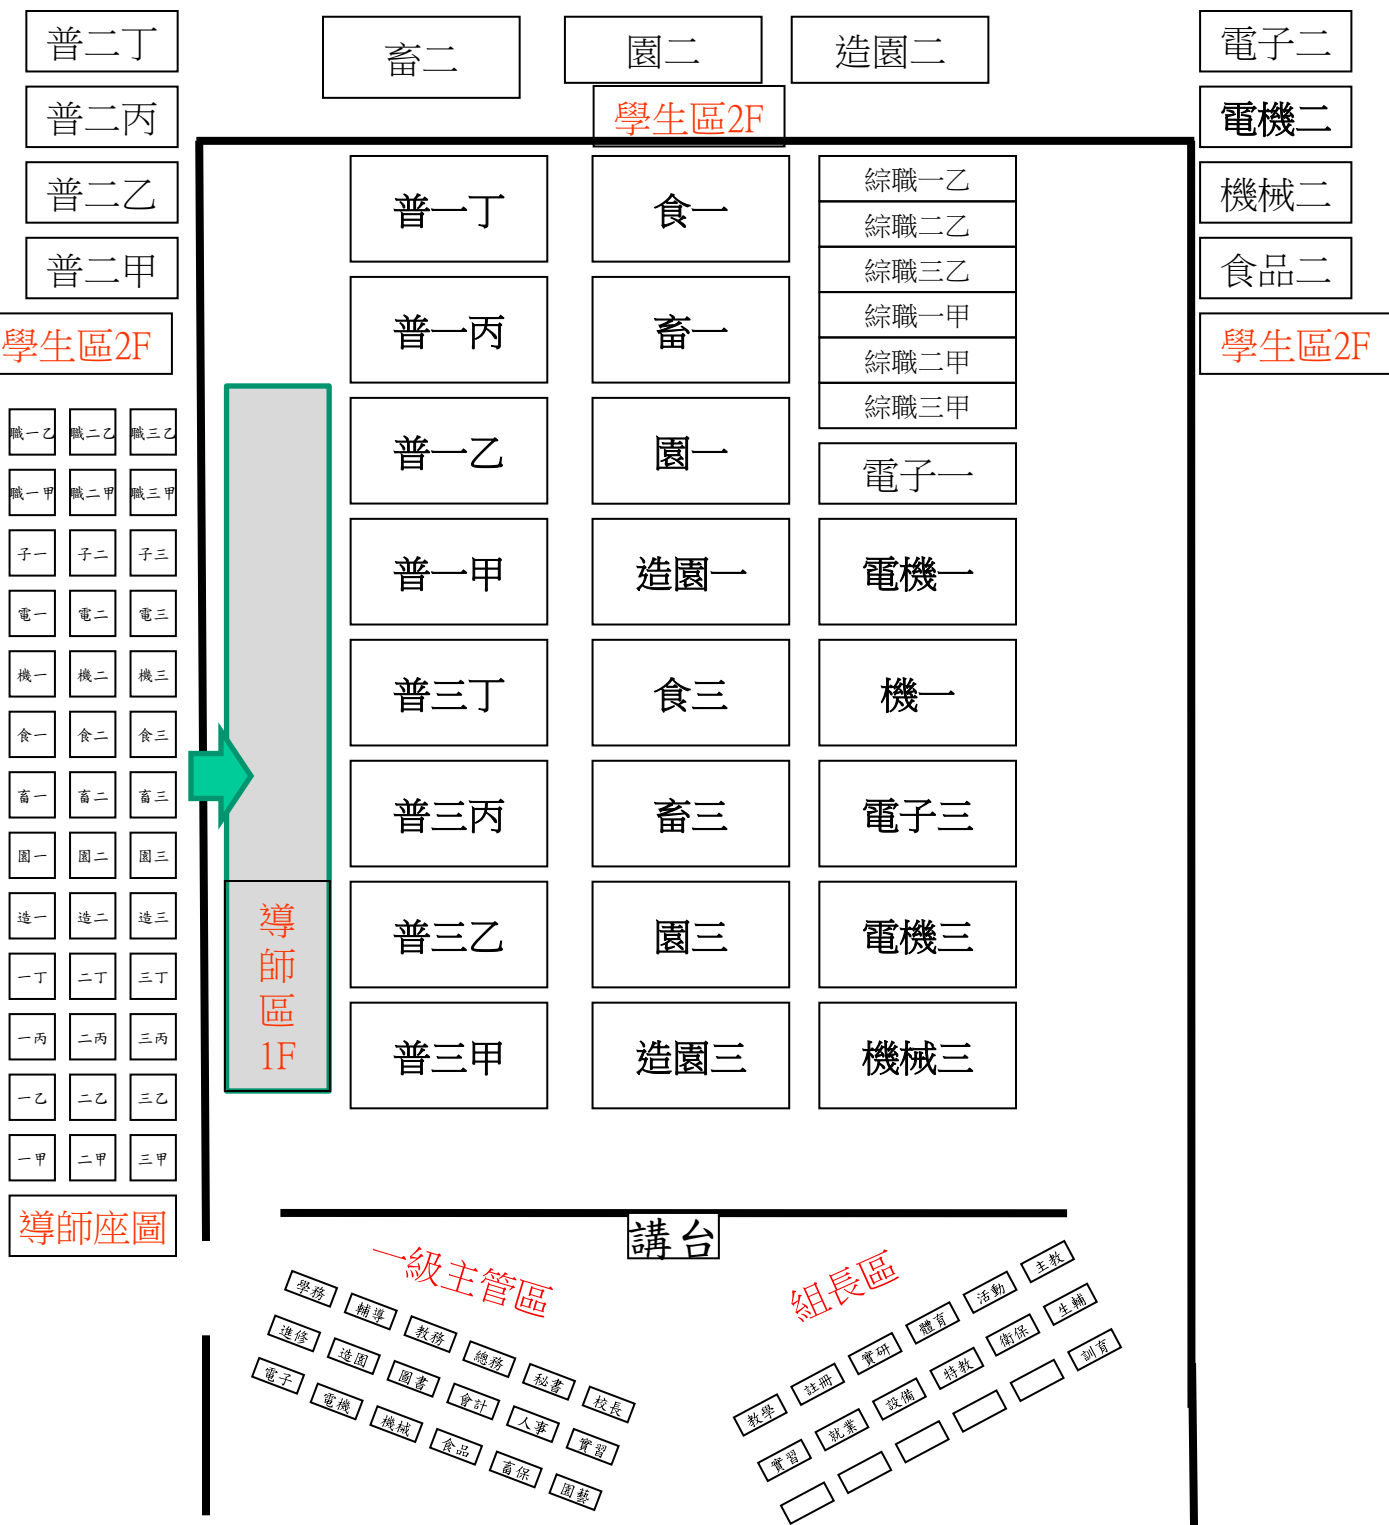 普二丁
畜二
園二
造園二
電子二
普二丙
學生區2F
電機二
普二乙
機械二
普二甲
食品二
學生區2F
學生區2F
普一丁
食一
綜職一乙
綜職二乙
綜職三乙
普一丙
畜一
綜職一甲
綜職二甲
綜職三甲
普一乙
園一
電子一
普一甲
造園一
電機一
普三丁
食三
機一
普三丙
畜三
電子三
普三乙
園三
電機三
普三甲
造園三
機械三
導師區1F
職一乙
職二乙
職三乙
職一甲
職二甲
職三甲
子一
子二
子三
電一
電二
電三
機一
機二
機三
食一
食二
食三
畜一
畜二
畜三
園一
園二
園三
造一
造二
造三
一丁
二丁
三丁
一丙
二丙
三丙
一乙
二乙
三乙
一甲
二甲
三甲
導師座圖
講台
一級主管區
學務
輔導
教務
總務
秘書
校長
進修
造園
圖書
會計
人事
實習
電子
電機
機械
食品
畜保
園藝
組長區
教學
註冊
實研
體育
活動
主教
實習
就業
設備
特教
衛保
生輔
訓育